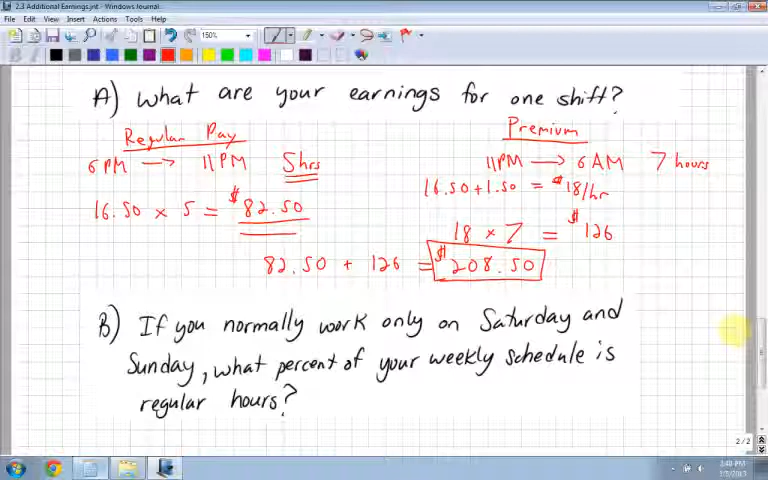 2.3 Additional Earnings.jnt - Windows Journal
File Edit View Insert Actions Tools Help
150%
A) What are your earnings for one shift?
Regular Pay
Premium
6PM → 11PM 5hrs
11PM → 6AM 7 hours
16.50+1.50 = $18/hr
16.50 x 5 = $82.50
18 x 7 = $126
82.50 + 126 = $208.50
B) If you normally work only on Saturday and
Sunday, what percent of your weekly schedule is
regular hours?
2/2